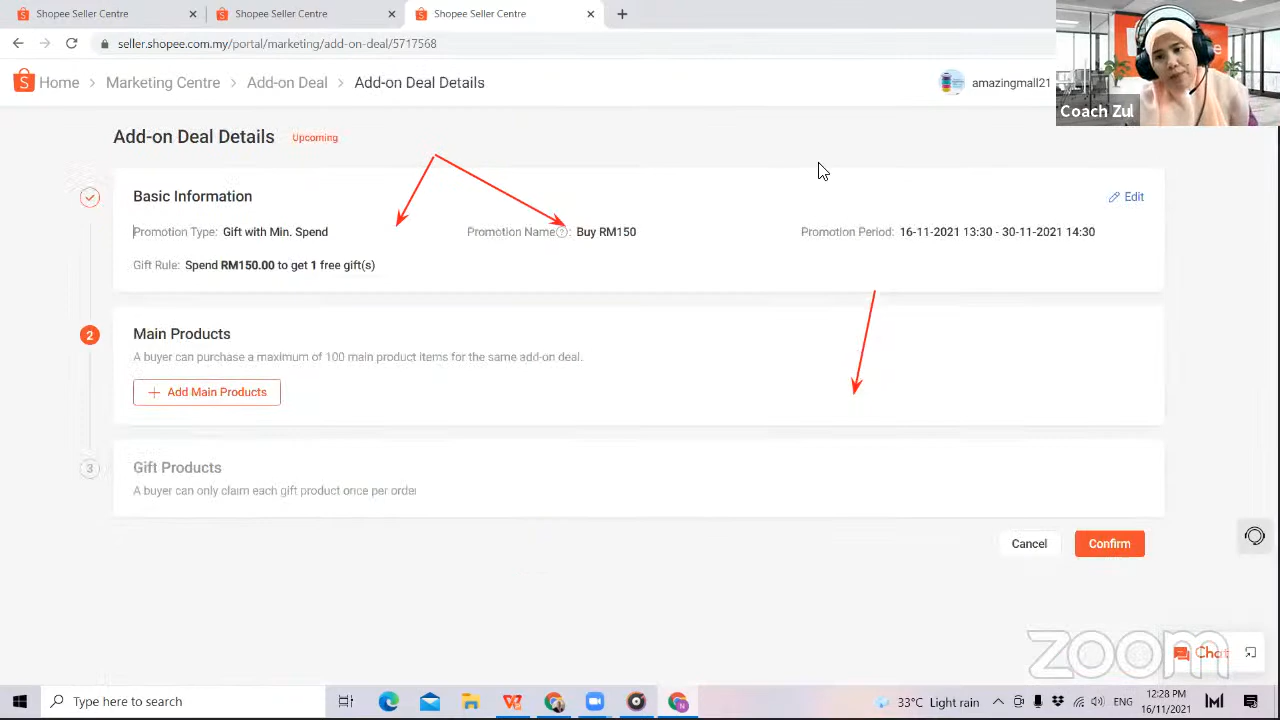 Shopee Seller Centre
Shopee Seller Centre
Shopee Seller Centre
seller.shopee.com.my/portal/marketing/add-on-deal/5717568
Home > Marketing Centre > Add-on Deal > Add-on Deal Details
amazingmall21
Coach Zul
Add-on Deal Details
Upcoming
Basic Information
Edit
Promotion Type: Gift with Min. Spend
Promotion Name: Buy RM150
Promotion Period: 16-11-2021 13:30 - 30-11-2021 14:30
Gift Rule: Spend RM150.00 to get 1 free gift(s)
2
Main Products
A buyer can purchase a maximum of 100 main product items for the same add-on deal.
+ Add Main Products
3
Gift Products
A buyer can only claim each gift product once per order
Cancel
Confirm
zoom
Chat
Type here to search
33°C Light rain
ENG
12:28 PM
16/11/2021